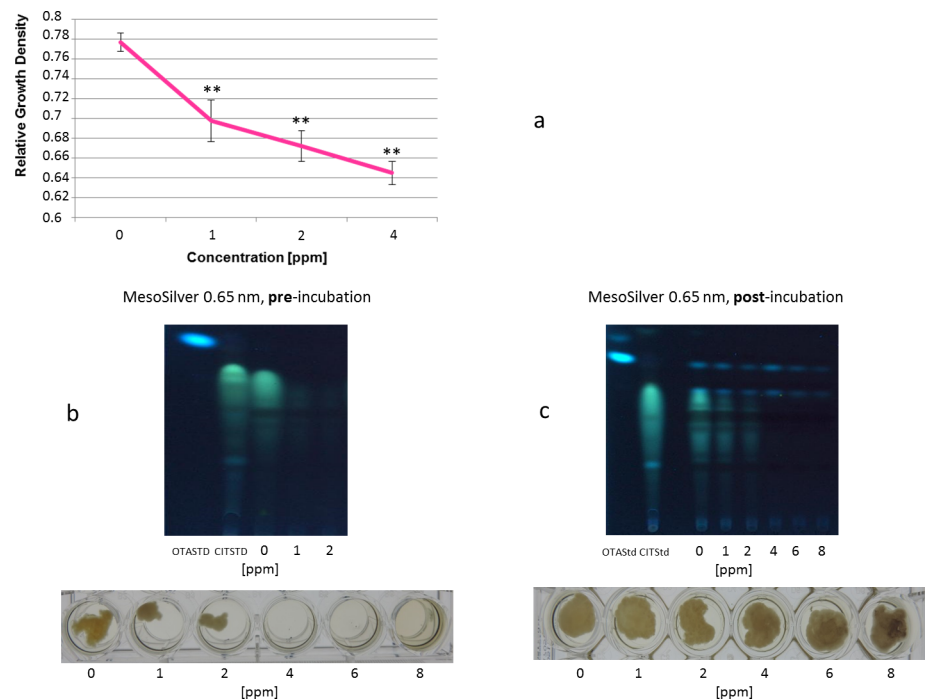 0.8
0.78
0.76
0.74
0.72
0.7
0.68
0.66
0.64
0.62
0.6
Relative Growth Density
**
**
**
0 1 2 4
Concentration [ppm]
a
MesoSilver 0.65 nm, pre-incubation
b
OTASTD CITSTD 0 1 2
[ppm]
0 1 2 4 6 8
[ppm]
MesoSilver 0.65 nm, post-incubation
c
OTAStd CITStd 0 1 2 4 6 8
[ppm]
0 1 2 4 6 8
[ppm]